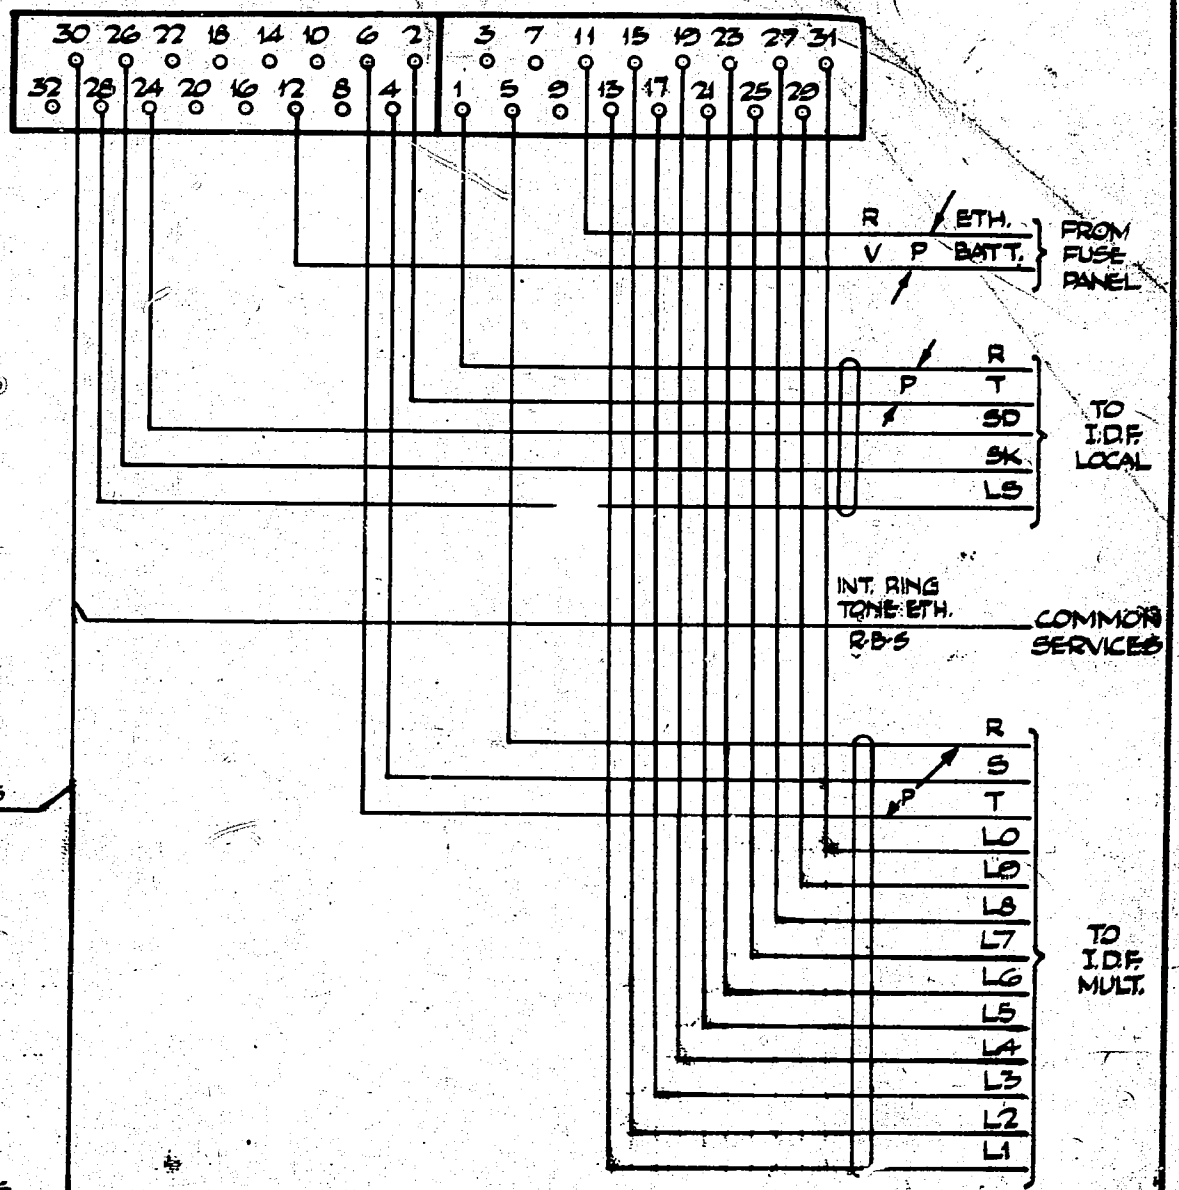 30 26 22 18 14 10 6 2 3 7 11 15 19 23 27 31
32 28 24 20 16 12 8 4 1 5 9 13 17 21 25 29
R ETH.
V P BATT.
FROM
FUSE
PANEL
R
P T
SD
SK
LS
TO
I.D.F.
LOCAL
INT. RING
TONE ETH.
R-B-S
COMMON
SERVICES
R
S
P T
L0
L9
L8
L7
L6
L5
L4
L3
L2
L1
TO
I.D.F.
MULT.